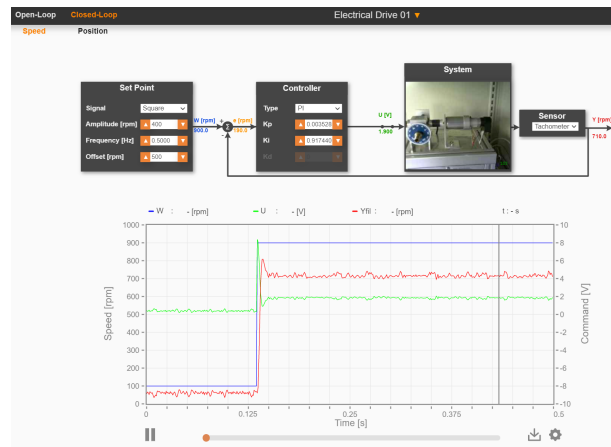 Open-Loop Closed-Loop Electrical Drive 01 ▼
Speed Position
Set Point
Signal Square
Amplitude [rpm] 400
Frequency [Hz] 0.5000
Offset [rpm] 500
W [rpm]
900.0
+
Σ
-
e [rpm]
190.0
Controller
Type PI
Kp 0.003528
Ki 0.917440
Kd
U [V]
1.900
System
Sensor
Tachometer
Y [rpm]
710.0
W : - [rpm] U : - [V] Yfil : - [rpm] t : - s
1000
900
800
700
600
500
400
300
200
100
0
Speed [rpm]
10
8
6
4
2
0
-2
-4
-6
-8
-10
Command [V]
0 0.125 0.25 0.375 0.5
Time [s]